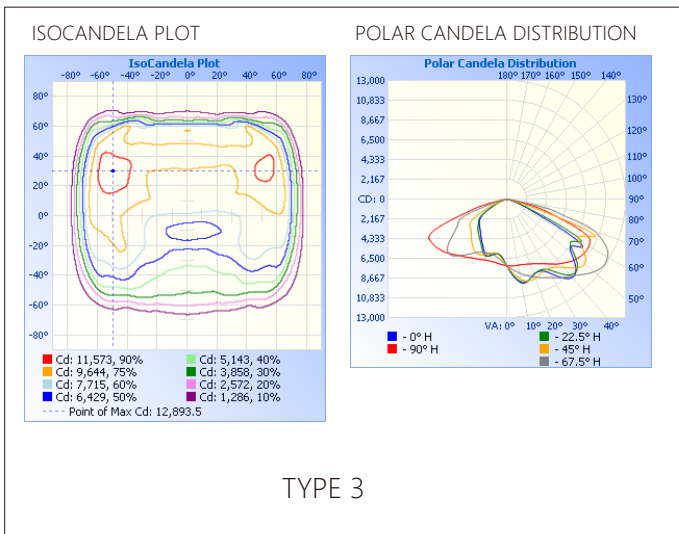 ISOCANDELA PLOT
POLAR CANDELA DISTRIBUTION
IsoCandela Plot
-80° -60° -40° -20° 0° 20° 40° 60° 80°
80°
60°
40°
20°
0°
-20°
-40°
-60°
-80°
Cd: 11,573, 90%
Cd: 5,143, 40%
Cd: 9,644, 75%
Cd: 3,858, 30%
Cd: 7,715, 60%
Cd: 2,572, 20%
Cd: 6,429, 50%
Cd: 1,286, 10%
Point of Max Cd: 12,893.5
Polar Candela Distribution
180° 170° 160° 150° 140°
13,000
10,833
8,667
6,500
4,333
2,167
CD: 0
2,167
4,333
6,500
8,667
10,833
13,000
130°
120°
110°
100°
90°
80°
70°
60°
50°
VA: 0° 10° 20° 30° 40°
- 0° H
- 22.5° H
- 90° H
- 45° H
- 67.5° H
TYPE 3